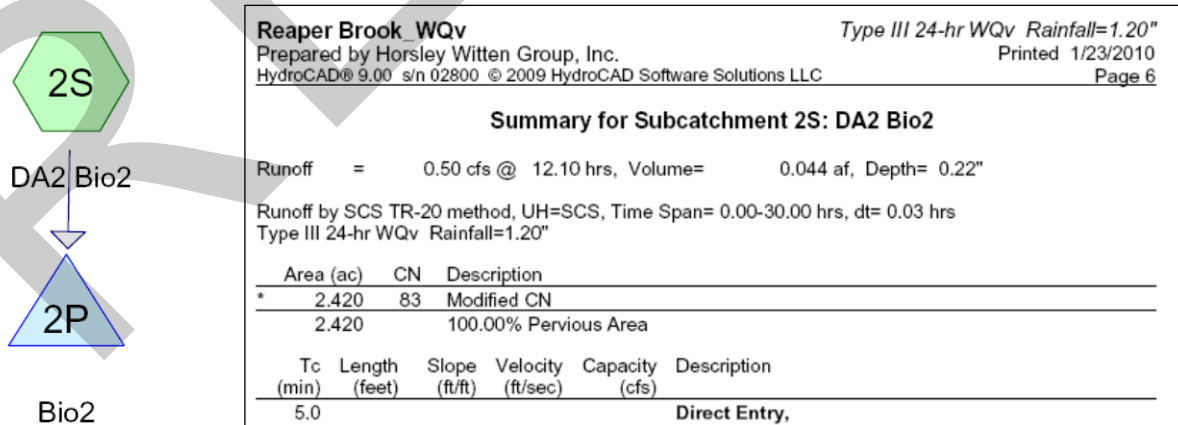 2S
DA2 Bio2
2P
Bio2
Reaper Brook_WQv
Type III 24-hr WQv Rainfall=1.20"
Prepared by Horsley Witten Group, Inc.
Printed 1/23/2010
HydroCAD® 9.00 s/n 02800 © 2009 HydroCAD Software Solutions LLC
Page 6
Summary for Subcatchment 2S: DA2 Bio2
Runoff = 0.50 cfs @ 12.10 hrs, Volume= 0.044 af, Depth= 0.22"
Runoff by SCS TR-20 method, UH=SCS, Time Span= 0.00-30.00 hrs, dt= 0.03 hrs
Type III 24-hr WQv Rainfall=1.20"
Area (ac) CN Description
* 2.420 83 Modified CN
2.420 100.00% Pervious Area
Tc Length Slope Velocity Capacity Description
(min) (feet) (ft/ft) (ft/sec) (cfs)
5.0 Direct Entry,